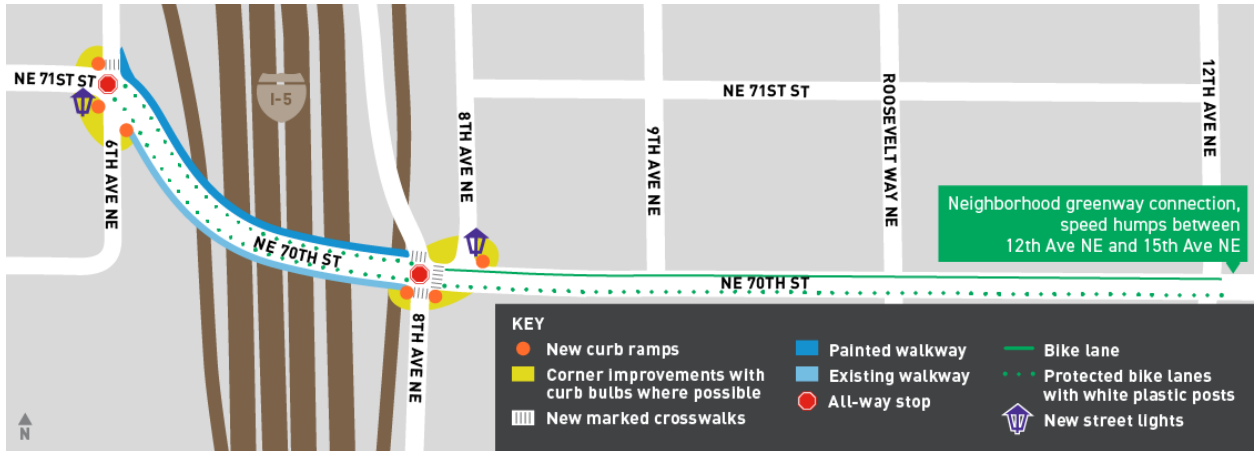 NE 71ST ST
6TH AVE NE
I-5
NE 70TH ST
8TH AVE NE
8TH AVE NE
NE 71ST ST
9TH AVE NE
ROOSEVELT WAY NE
12TH AVE NE
NE 70TH ST
Neighborhood greenway connection,
speed humps between
12th Ave NE and 15th Ave NE
KEY
New curb ramps
Corner improvements with
curb bulbs where possible
New marked crosswalks
Painted walkway
Existing walkway
All-way stop
Bike lane
Protected bike lanes
with white plastic posts
New street lights
N